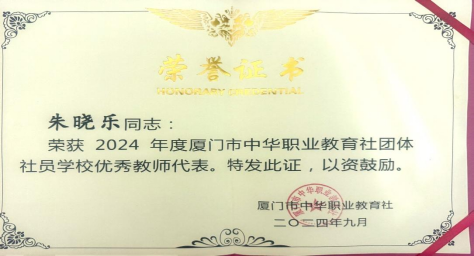 荣誉证书
HONORARY CREDENTIAL
朱晓乐同志：
荣获 2024 年度厦门市中华职业教育社团体
社员学校优秀教师代表。特发此证，以资鼓励。
厦门市中华职业教育社
二〇二四年九月